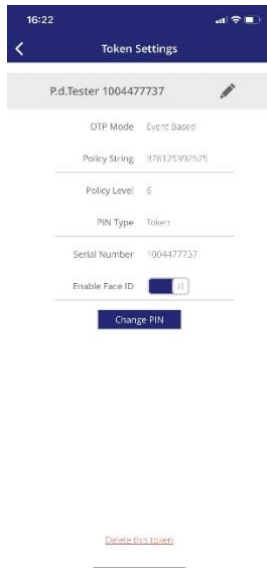 16:22
Token Settings
P.d.Tester 1004477737
OTP Mode Event Based
Policy String
Policy Level 6
PIN Type Token
Serial Number 1004477737
Enable Face ID
Change PIN
Delete this token